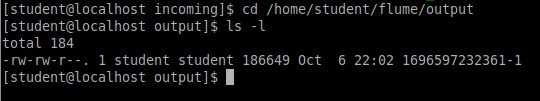 [student@localhost incoming]$ cd /home/student/flume/output
[student@localhost output]$ ls -l
total 184
-rw-rw-r--. 1 student student 186649 Oct  6 22:02 1696597232361-1
[student@localhost output]$